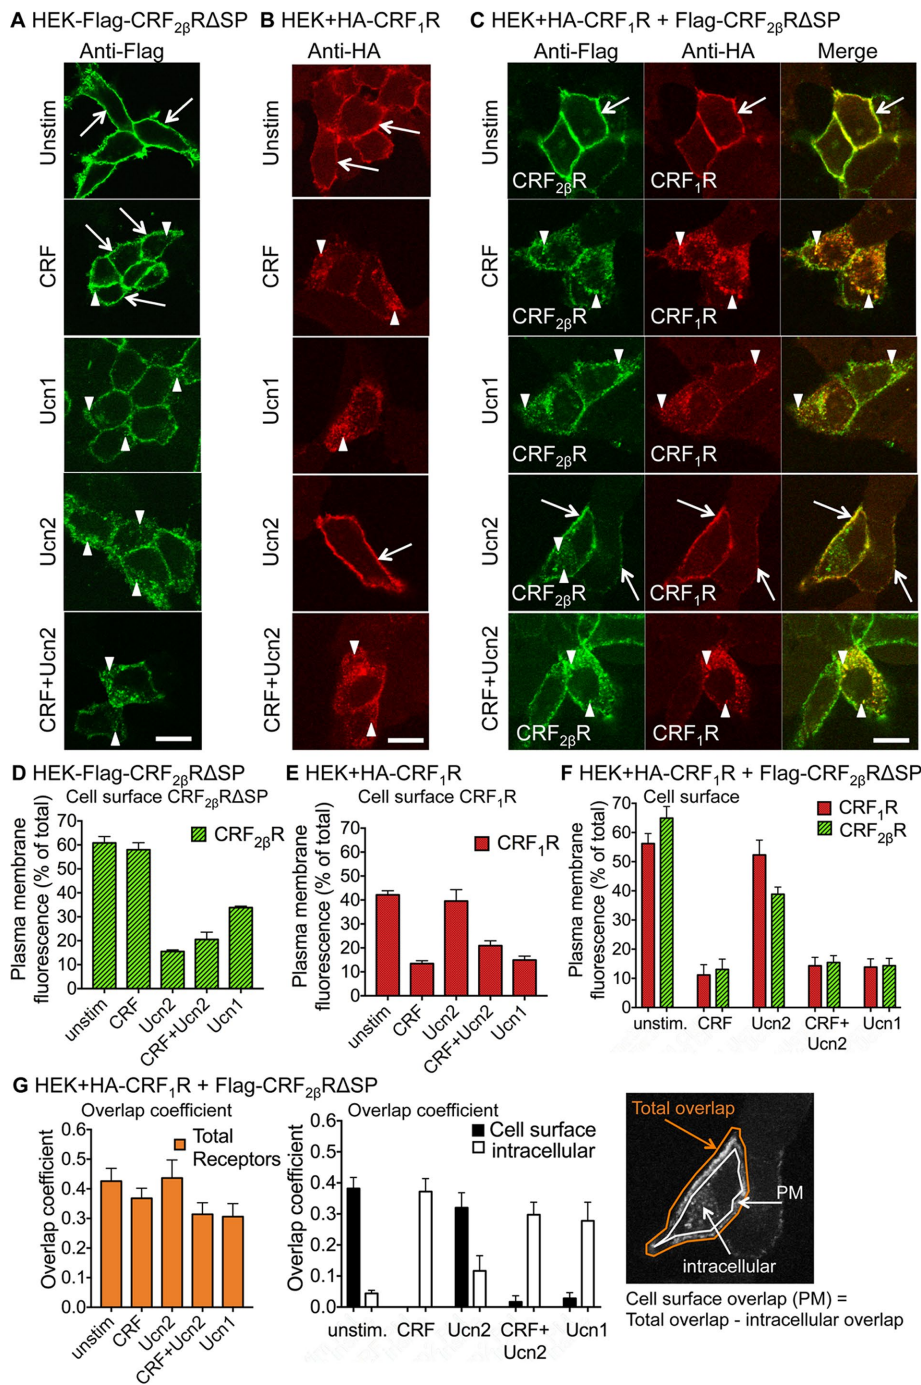 A HEK-Flag-CRF2βRΔSP
Anti-Flag
Unstim
CRF
Ucn1
Ucn2
CRF+Ucn2
B HEK+HA-CRF1R
Anti-HA
Unstim
CRF
Ucn1
Ucn2
CRF+Ucn2
C HEK+HA-CRF1R + Flag-CRF2βRΔSP
Anti-Flag Anti-HA Merge
Unstim
CRF2βR CRF1R
CRF
CRF2βR CRF1R
Ucn1
CRF2βR CRF1R
Ucn2
CRF2βR CRF1R
CRF+Ucn2
CRF2βR CRF1R
D HEK-Flag-CRF2βRΔSP
Cell surface CRF2βRΔSP
CRF2βR
Plasma membrane
fluorescence (% of total)
70
60
50
40
30
20
10
0
unstim CRF Ucn2 CRF+Ucn2 Ucn1
E HEK+HA-CRF1R
Cell surface CRF1R
CRF1R
Plasma membrane
fluorescence (% of total)
70
60
50
40
30
20
10
0
unstim CRF Ucn2 CRF+Ucn2 Ucn1
F HEK+HA-CRF1R + Flag-CRF2βRΔSP
Cell surface
CRF1R
CRF2βR
Plasma membrane
fluorescence (% of total)
70
60
50
40
30
20
10
0
unstim. CRF Ucn2 CRF+ Ucn1
Ucn2
G HEK+HA-CRF1R + Flag-CRF2βRΔSP
Overlap coefficient
Total
Receptors
Overlap coefficient
0.6
0.5
0.4
0.3
0.2
0.1
0.0
unstim CRF Ucn2 CRF+Ucn2 Ucn1
Overlap coefficient
Cell surface
intracellular
Overlap coefficient
0.6
0.5
0.4
0.3
0.2
0.1
0.0
unstim. CRF Ucn2 CRF+ Ucn1
Ucn2
Total overlap
PM
intracellular
Cell surface overlap (PM) =
Total overlap - intracellular overlap